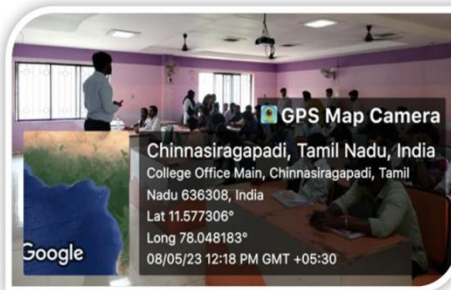 GPS Map Camera
Chinnasiragapadi, Tamil Nadu, India
College Office Main, Chinnasiragapadi, Tamil
Nadu 636308, India
Lat 11.577306°
Long 78.048183°
08/05/23 12:18 PM GMT +05:30
Google